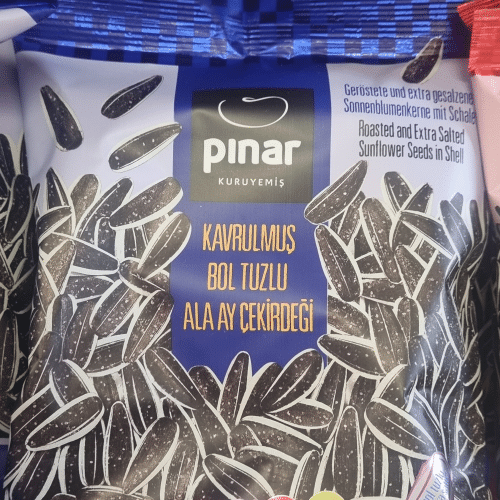 Geröstete und extra gesalzene
Sonnenblumenkerne mit Schale
Roasted and Extra Salted
Sunflower Seeds in Shell
pınar
KURUYEMİŞ
KAVRULMUŞ
BOL TUZLU
ALA AY ÇEKİRDEĞİ